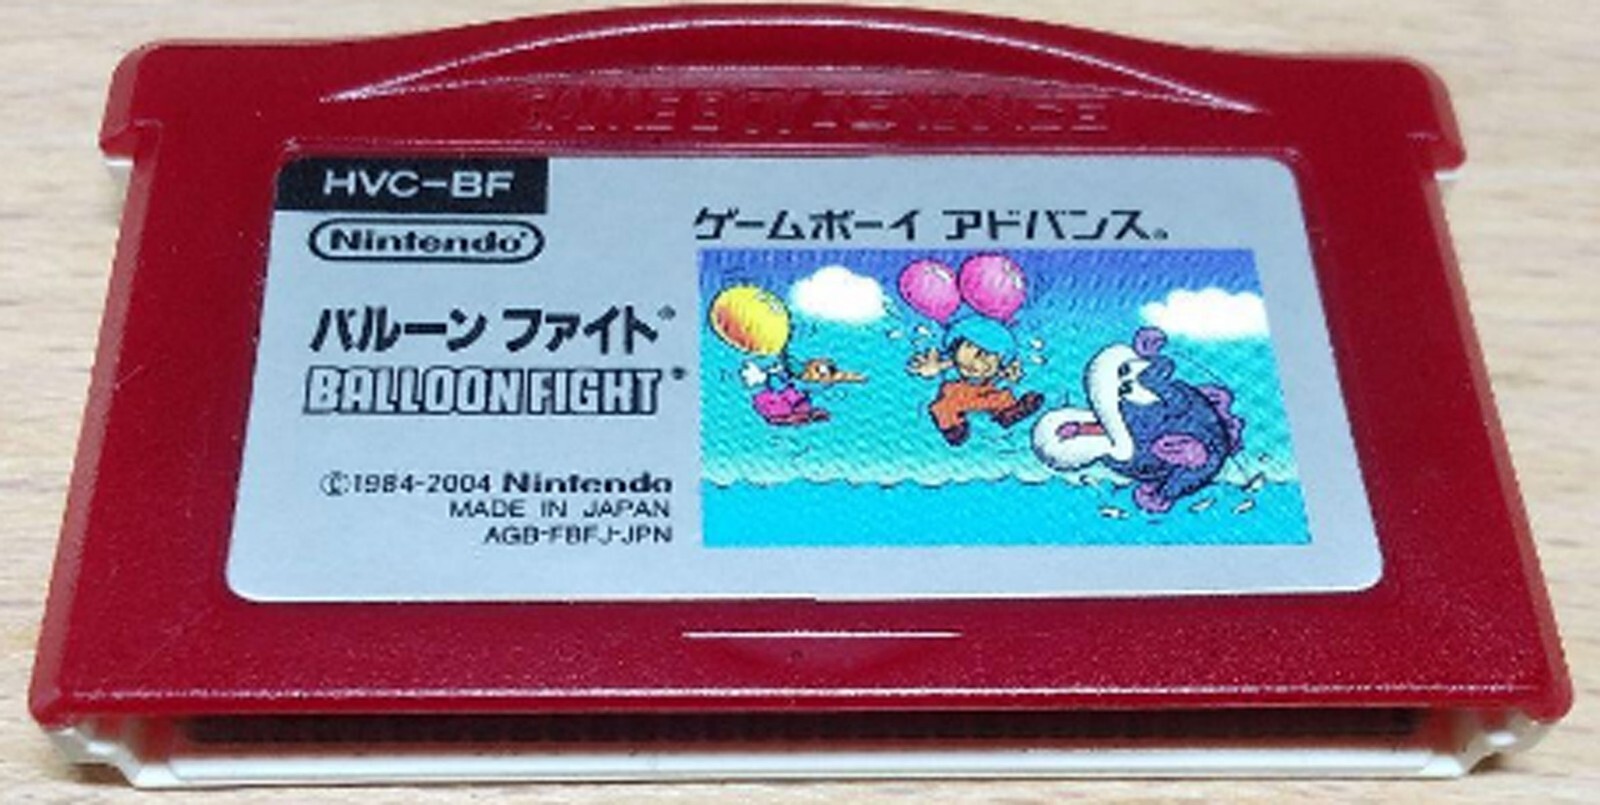 GAME BOY ADVANCE
HVC-BF
Nintendo®
ゲームボーイ アドバンス®
バルーン ファイト®
BALLOON FIGHT®
©1984-2004 Nintendo
MADE IN JAPAN
AGB-FBFJ-JPN